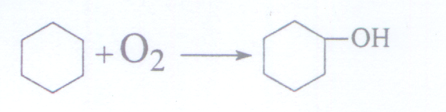 + O2 → OH